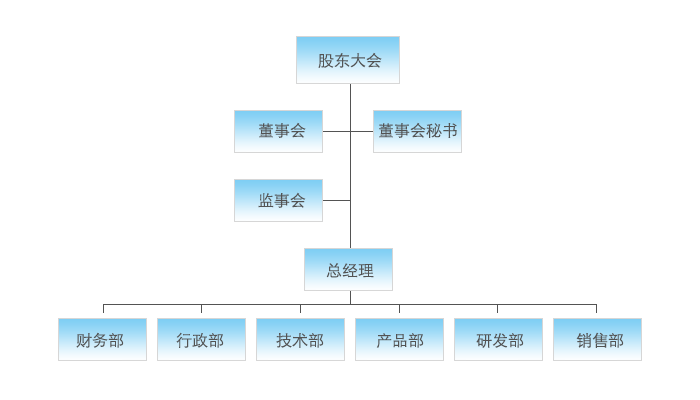 股东大会
董事会
董事会秘书
监事会
总经理
财务部
行政部
技术部
产品部
研发部
销售部